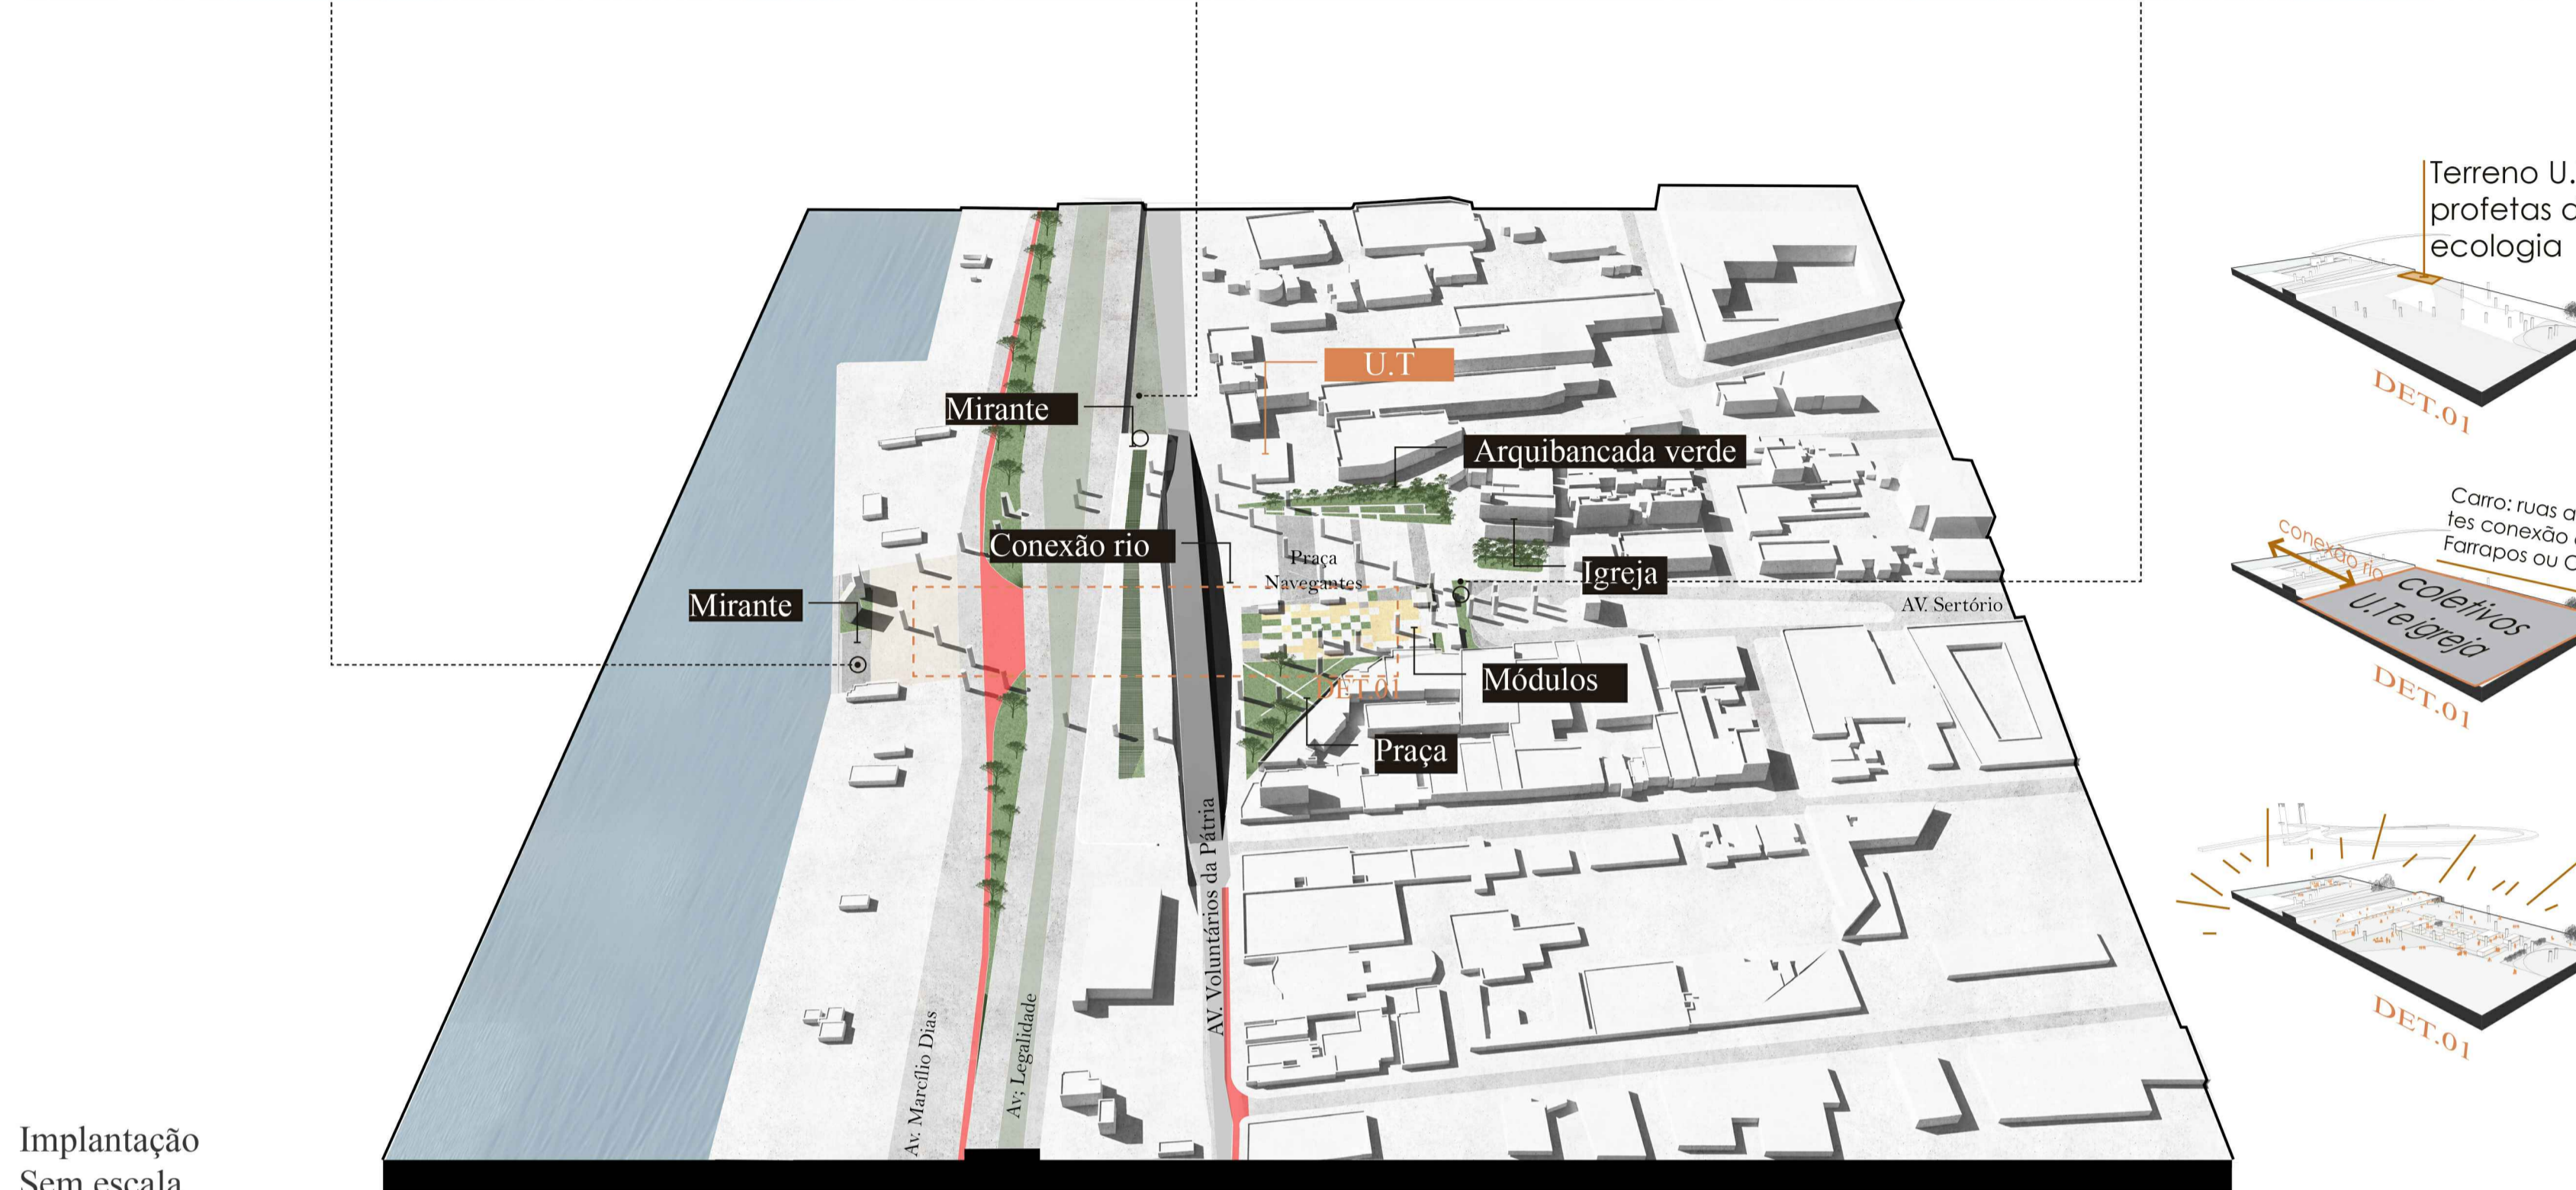 Terreno U.
profetas
ecologia
DET.01
U.T
Mirante
Arquibancada verde
Conexão rio
Praça
Navegantes
Igreja
Mirante
AV. Sertório
Módulos
DET.01
Praça
Carro: ruas
tes conexão
Farrapos ou
conexão rio
coletivos
U.T e Igreja
DET.01
AV. Voluntários da Pátria
Av; Legalidade
Av. Marcílio Dias
DET.01
Implantação
Sem escala